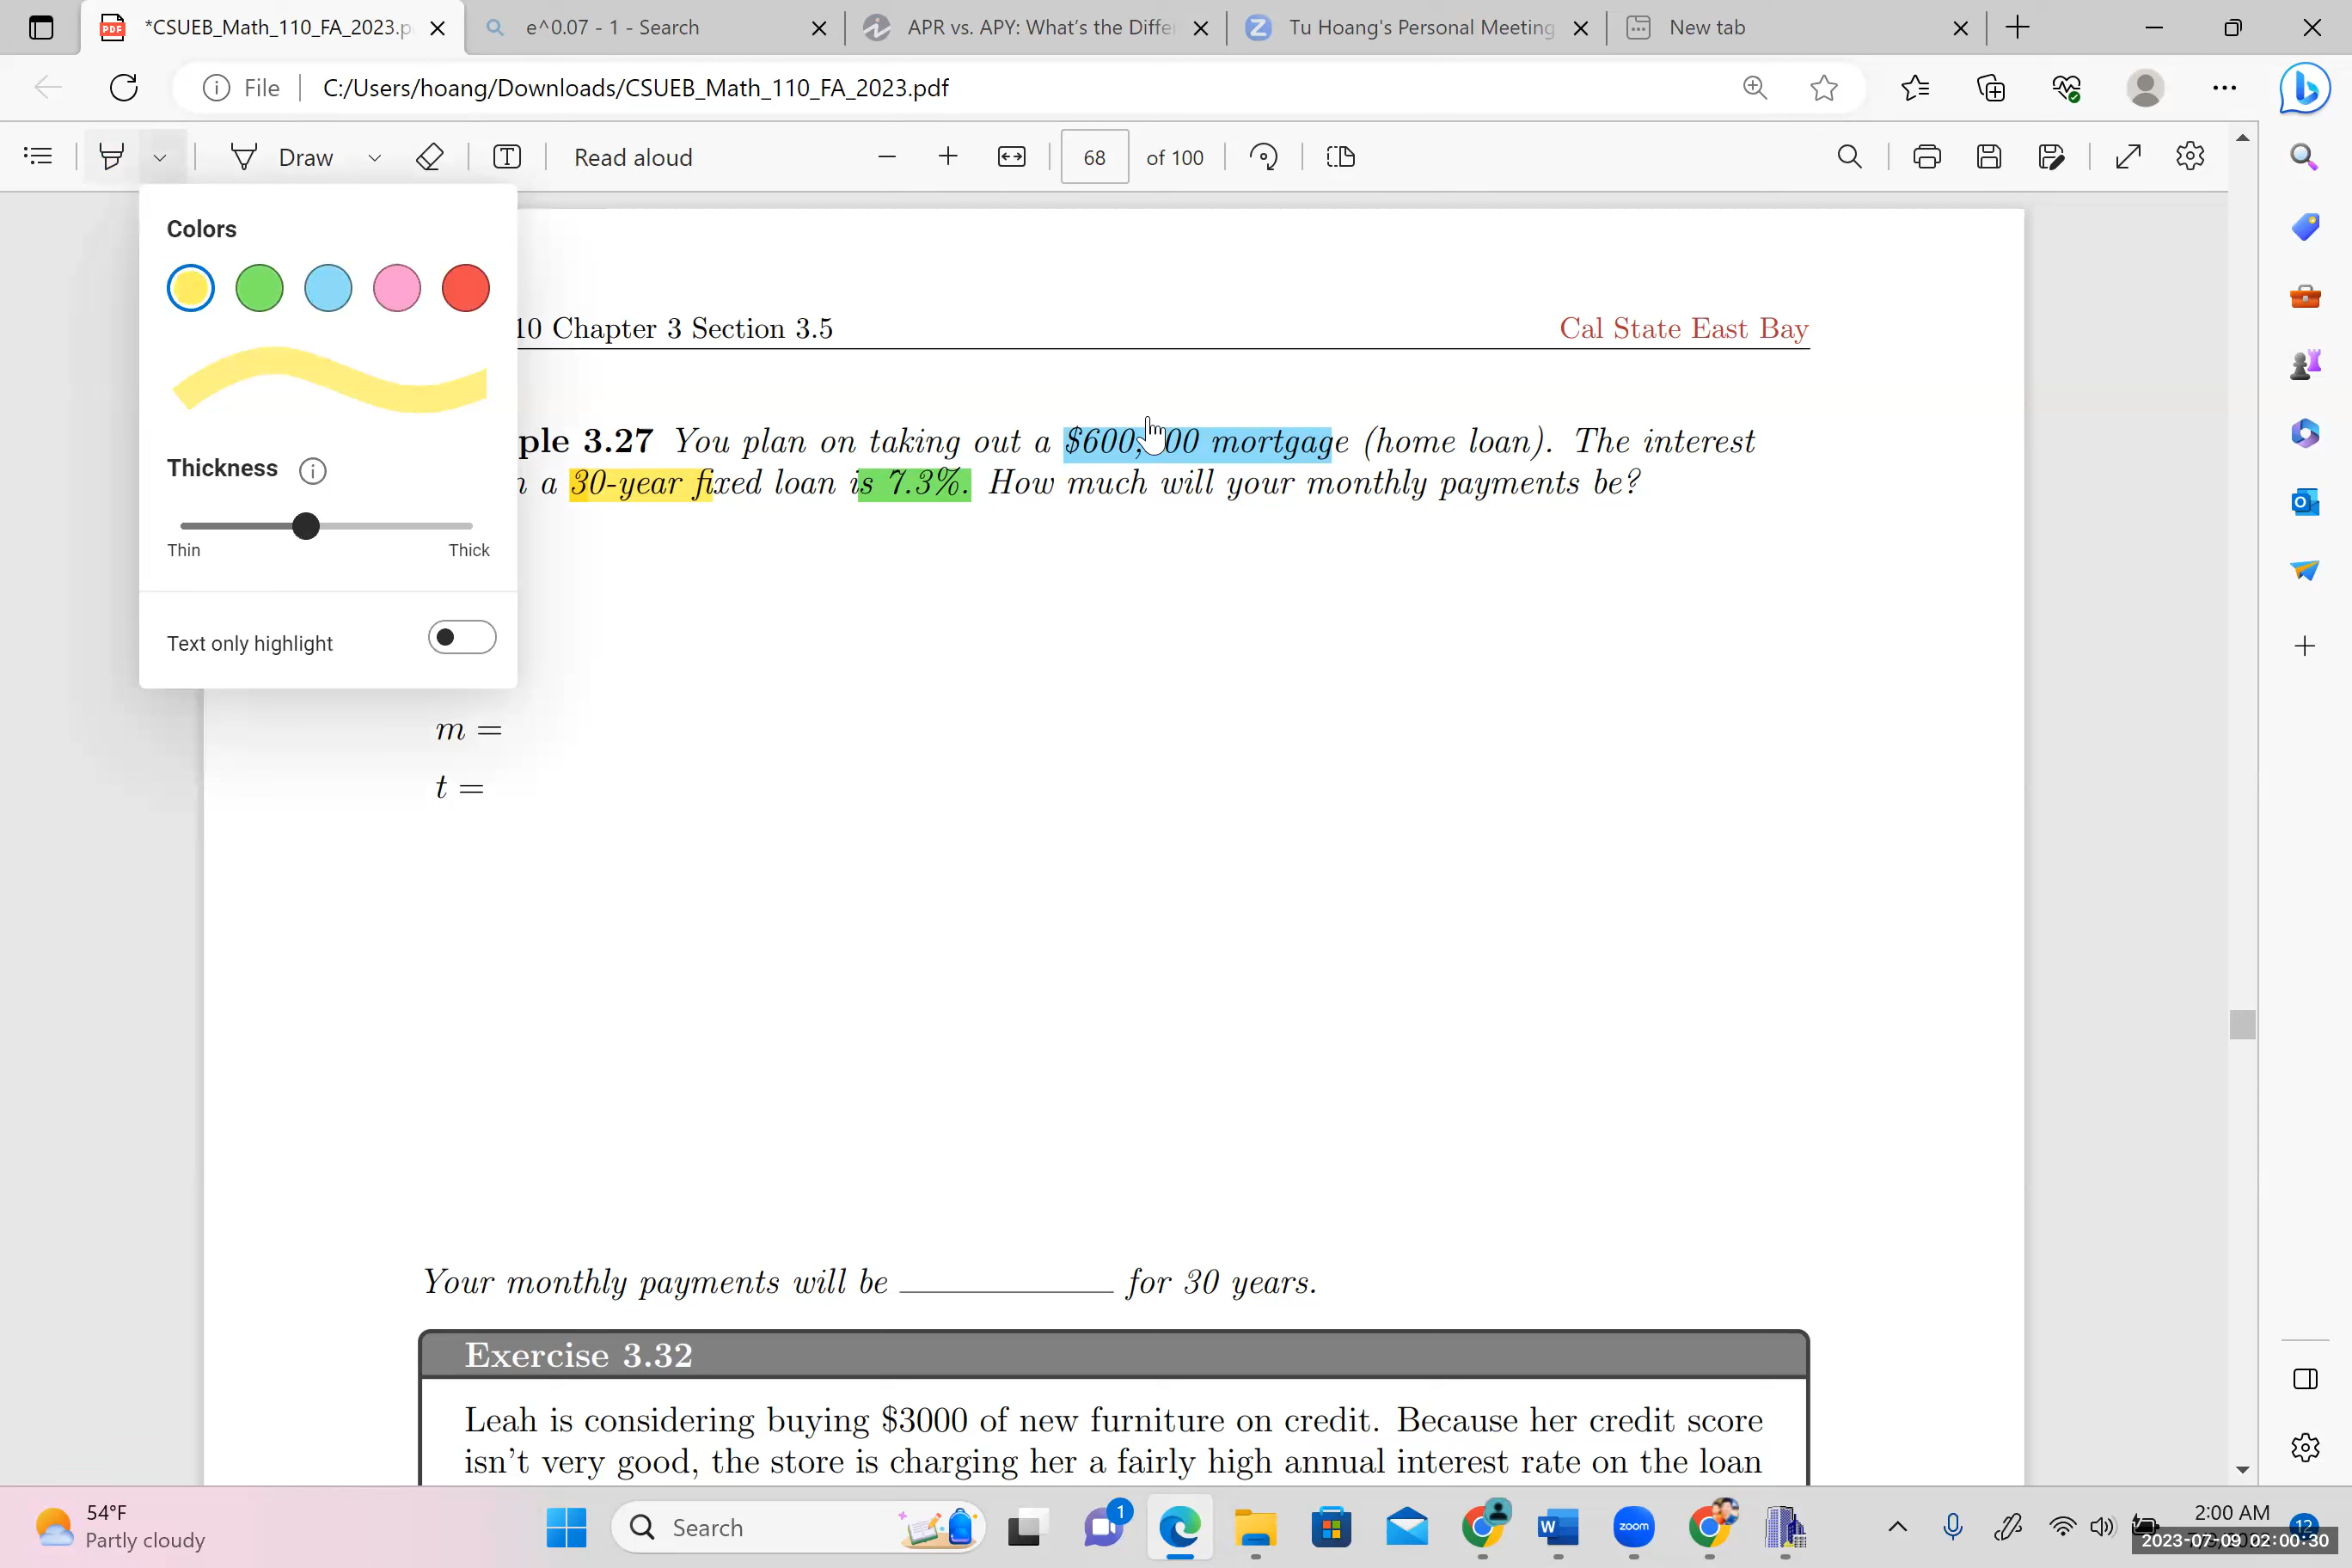 *CSUEB_Math_110_FA_2023.p
e^0.07 - 1 - Search
APR vs. APY: What's the Diffe
Tu Hoang's Personal Meeting
New tab
File
C:/Users/hoang/Downloads/CSUEB_Math_110_FA_2023.pdf
Draw
Read aloud
68
of 100
Colors
Thickness
Thin
Thick
Text only highlight
10 Chapter 3 Section 3.5
Cal State East Bay
ple 3.27 You plan on taking out a mortgage (home loan). The interest
a 30-year fixed loan is 7.3%. How much will your monthly payments be?
m =
t =
Your monthly payments will be ____________ for 30 years.
Exercise 3.32
Leah is considering buying $3000 of new furniture on credit. Because her credit score
isn't very good, the store is charging her a fairly high annual interest rate on the loan
54°F
Partly cloudy
Search
1
W
zoom
2:00 AM
12
2023-07-09 02:00:30